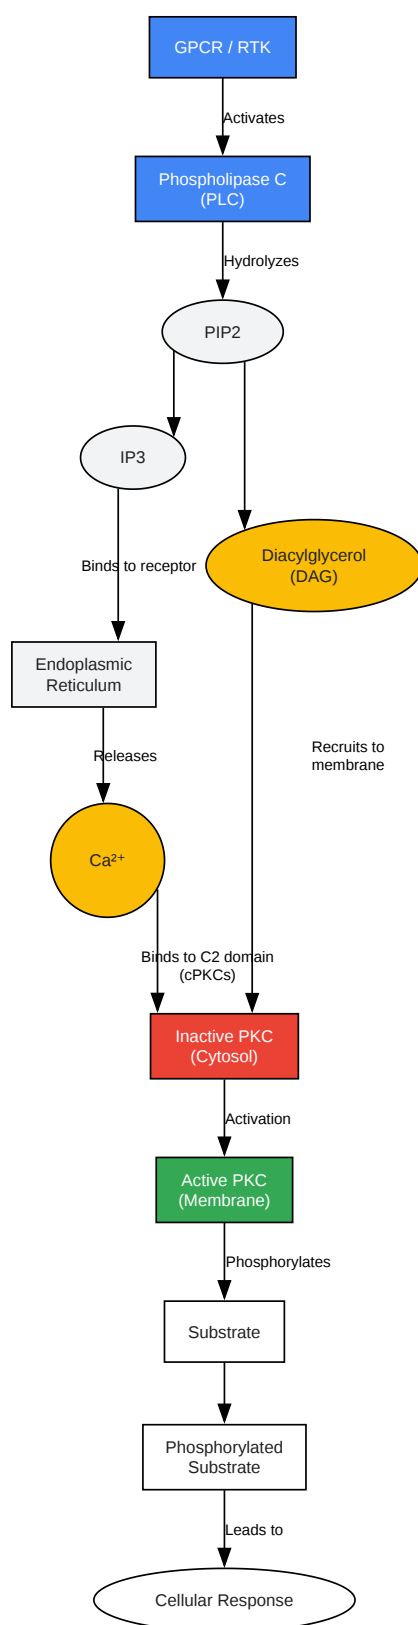 GPCR / RTK
Activates
Phospholipase C
(PLC)
Hydrolyzes
PIP2
IP3
Binds to receptor
Diacylglycerol
(DAG)
Endoplasmic
Reticulum
Releases
Recruits to
membrane
Ca²⁺
Binds to C2 domain
(cPKCs)
Inactive PKC
(Cytosol)
Activation
Active PKC
(Membrane)
Phosphorylates
Substrate
Phosphorylated
Substrate
Leads to
Cellular Response